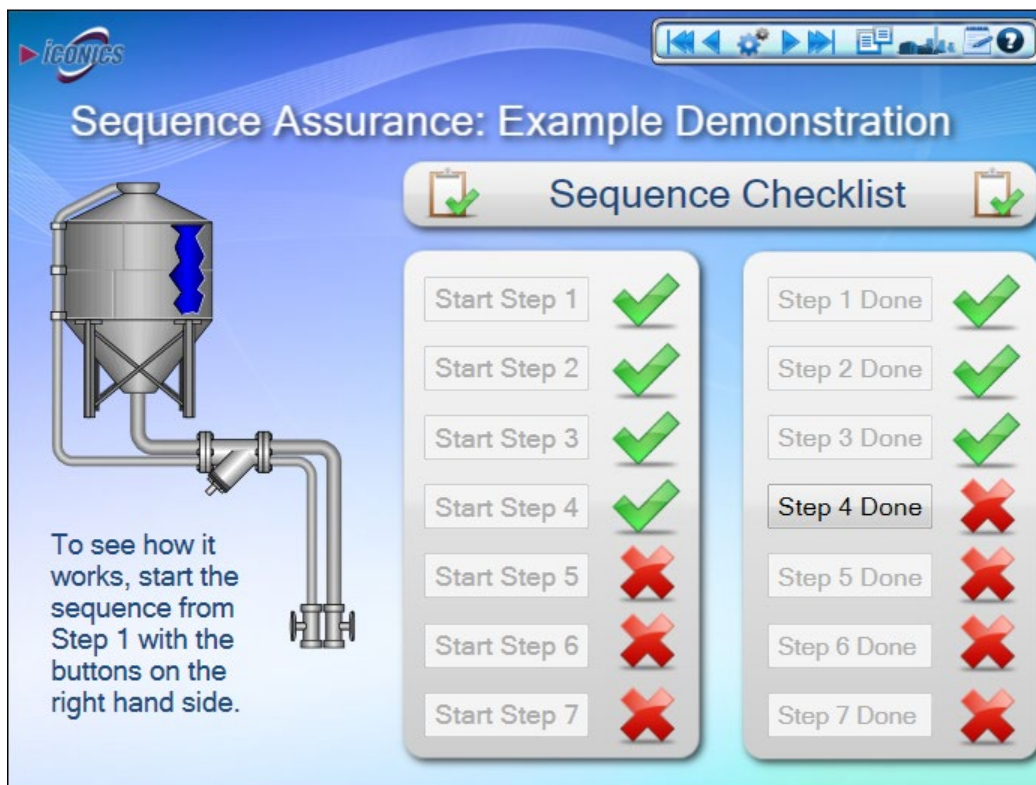 ICONICS
Sequence Assurance: Example Demonstration
Sequence Checklist
Start Step 1
Start Step 2
Start Step 3
Start Step 4
Start Step 5
Start Step 6
Start Step 7
Step 1 Done
Step 2 Done
Step 3 Done
Step 4 Done
Step 5 Done
Step 6 Done
Step 7 Done
To see how it
works, start the
sequence from
Step 1 with the
buttons on the
right hand side.